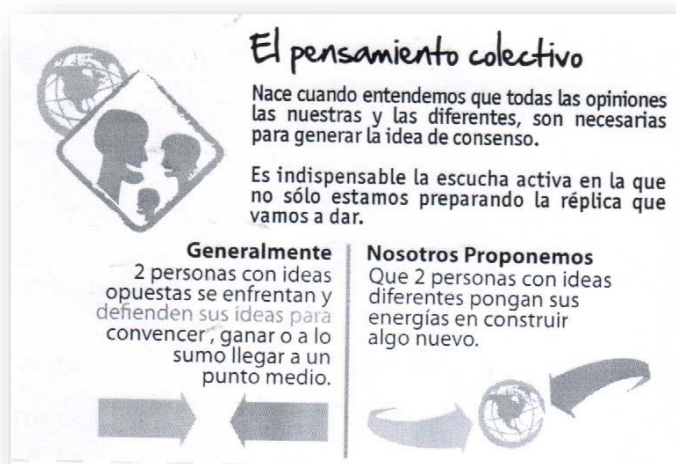 El pensamiento colectivo
Nace cuando entendemos que todas las opiniones
las nuestras y las diferentes, son necesarias
para generar la idea de consenso.
Es indispensable la escucha activa en la que
no sólo estamos preparando la réplica que
vamos a dar.
Generalmente
2 personas con ideas
opuestas se enfrentan y
defienden sus ideas para
convencer, ganar o a lo
sumo llegar a un
punto medio.
Nosotros Proponemos
Que 2 personas con ideas
diferentes pongan sus
energías en construir
algo nuevo.